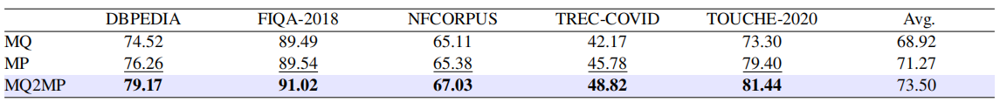 DBPEDIA FIQA-2018 NFCORPUS TREC-COVID TOUCHE-2020 Avg.
MQ 74.52 89.49 65.11 42.17 73.30 68.92
MP 76.26 89.54 65.38 45.78 79.40 71.27
MQ2MP 79.17 91.02 67.03 48.82 81.44 73.50